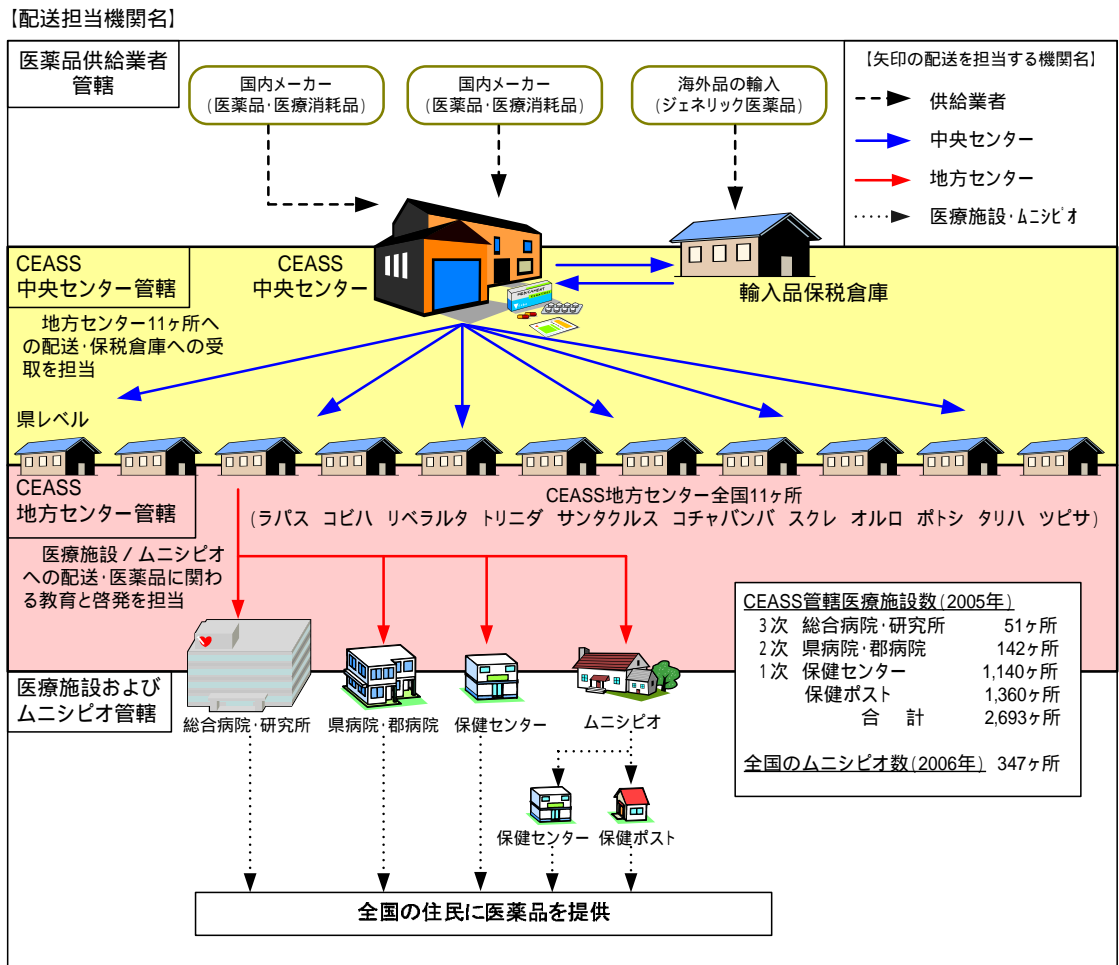 【配送担当機関名】
医薬品供給業者
管轄
国内メーカー
(医薬品・医療消耗品)
国内メーカー
(医薬品・医療消耗品)
海外品の輸入
(ジェネリック医薬品)
【矢印の配送を担当する機関名】
供給業者
中央センター
地方センター
医療施設・ムニシピオ
CEASS
中央センター管轄
CEASS
中央センター
輸入品保税倉庫
地方センター11ヶ所へ
の配送・保税倉庫への受
取を担当
県レベル
CEASS
地方センター管轄
CEASS地方センター全国11ヶ所
(ラパス コビハ リベラルタ トリニダ サンタクルス コチャバンバ スクレ オルロ ポトシ タリハ ツピサ)
医療施設/ムニシピオ
への配送・医薬品に関わ
る教育と啓発を担当
CEASS管轄医療施設数(2005年)
3次 総合病院・研究所 51ヶ所
2次 県病院・郡病院 142ヶ所
1次 保健センター 1,140ヶ所
保健ポスト 1,360ヶ所
合 計 2,693ヶ所
全国のムニシピオ数(2006年) 347ヶ所
医療施設および
ムニシピオ管轄
総合病院・研究所
県病院・郡病院
保健センター
ムニシピオ
保健センター
保健ポスト
全国の住民に医薬品を提供